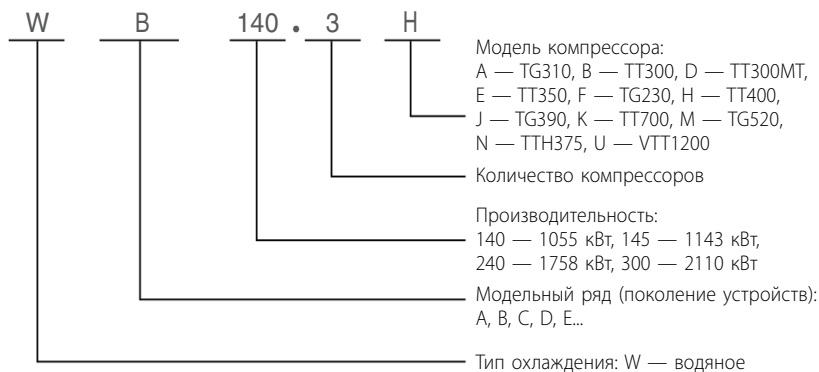 W B 140 . 3 H
Модель компрессора:
A — TG310, B — TT300, D — TT300MT,
E — TT350, F — TG230, H — TT400,
J — TG390, K — TT700, M — TG520,
N — TTH375, U — VTT1200
Количество компрессоров
Производительность:
140 — 1055 кВт, 145 — 1143 кВт,
240 — 1758 кВт, 300 — 2110 кВт
Модельный ряд (поколение устройств):
A, B, C, D, E...
Тип охлаждения: W — водяное